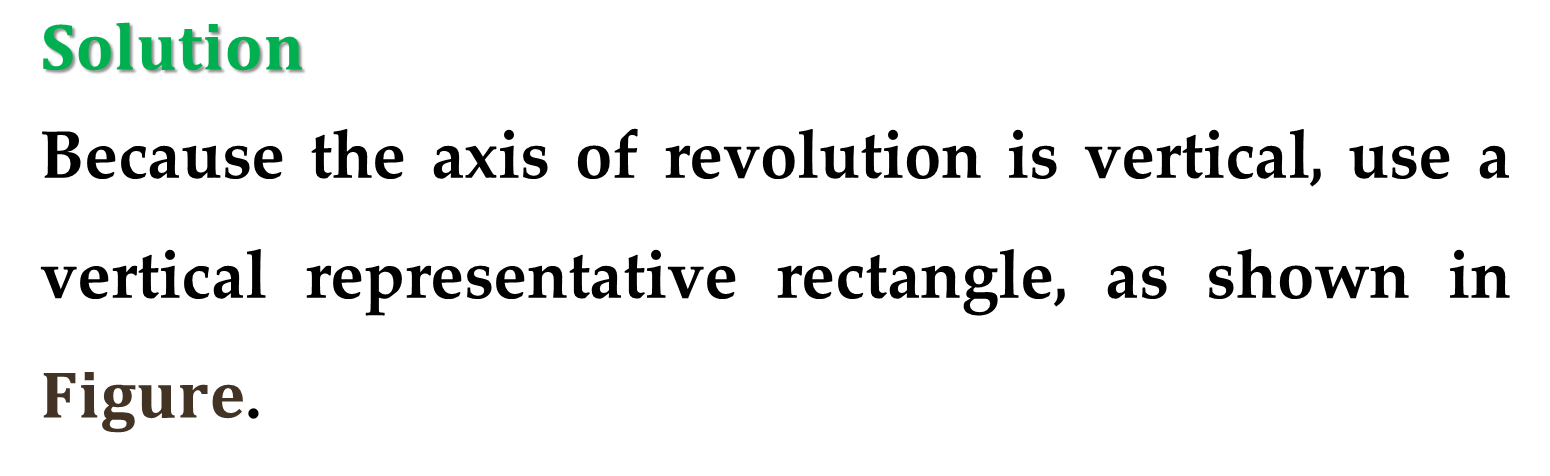 Solution
Because the axis of revolution is vertical, use a
vertical representative rectangle, as shown in
Figure.